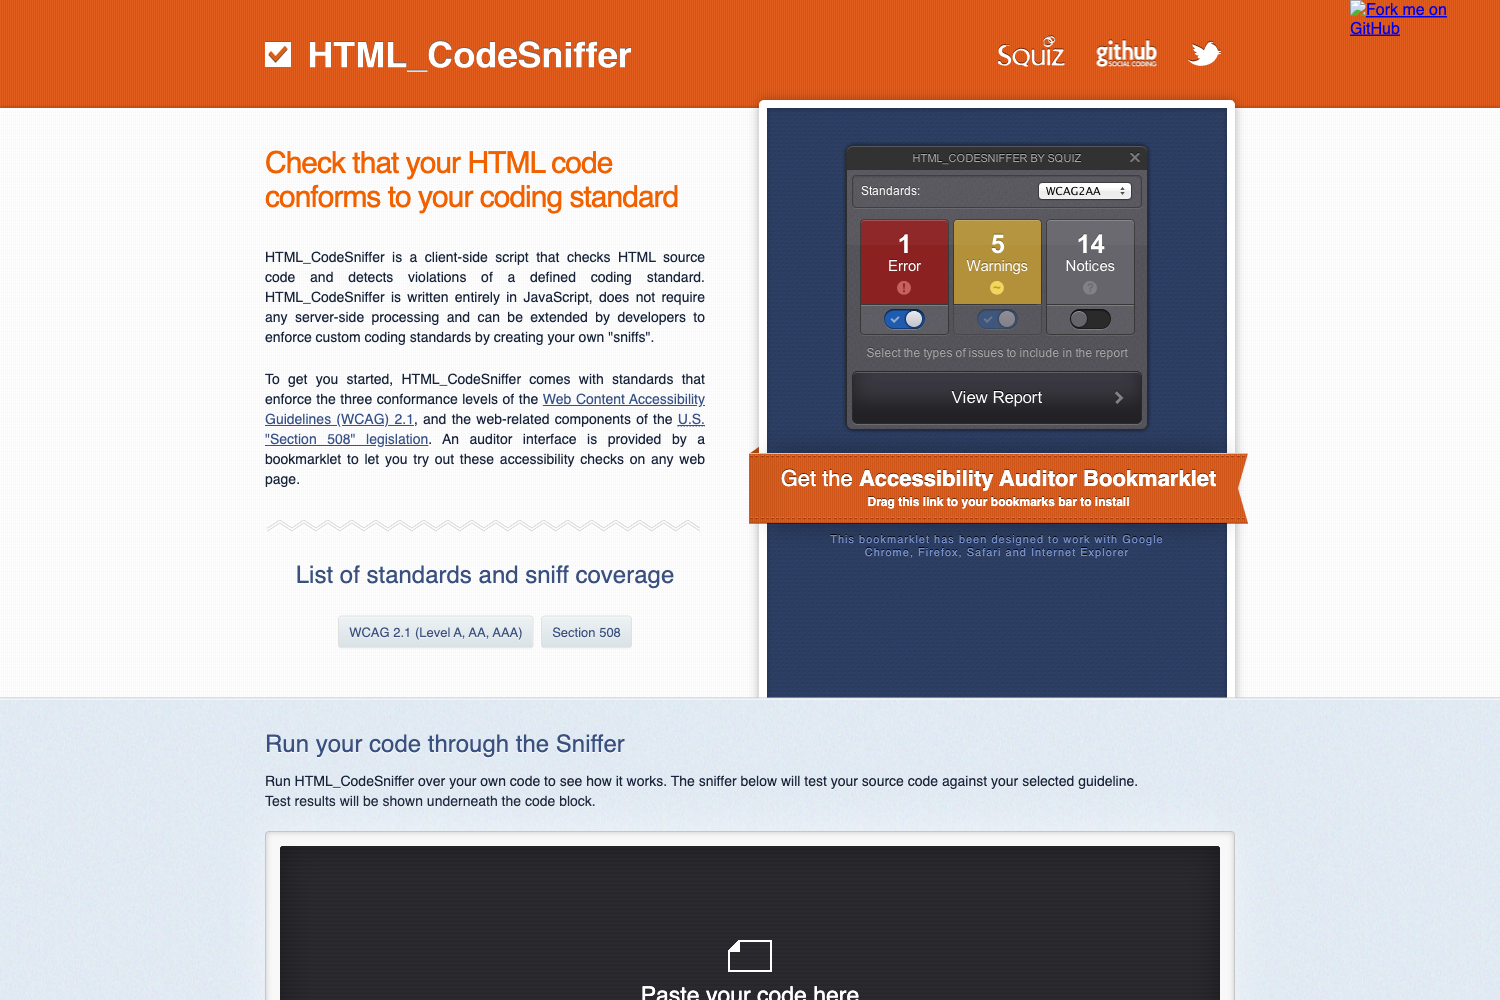 Fork me on
GitHub
HTML_CodeSniffer
SQUIZ
github
SOCIAL CODING
Check that your HTML code
conforms to your coding standard
HTML_CodeSniffer is a client-side script that checks HTML source
code and detects violations of a defined coding standard.
HTML_CodeSniffer is written entirely in JavaScript, does not require
any server-side processing and can be extended by developers to
enforce custom coding standards by creating your own "sniffs".
To get you started, HTML_CodeSniffer comes with standards that
enforce the three conformance levels of the Web Content Accessibility
Guidelines (WCAG) 2.1, and the web-related components of the U.S.
"Section 508" legislation. An auditor interface is provided by a
bookmarklet to let you try out these accessibility checks on any web
page.
List of standards and sniff coverage
WCAG 2.1 (Level A, AA, AAA)
Section 508
HTML_CODESNIFFER BY SQUIZ
Standards:
WCAG2AA
1
Error
5
Warnings
14
Notices
Select the types of issues to include in the report
View Report
Get the Accessibility Auditor Bookmarklet
Drag this link to your bookmarks bar to install
This bookmarklet has been designed to work with Google
Chrome, Firefox, Safari and Internet Explorer
Run your code through the Sniffer
Run HTML_CodeSniffer over your own code to see how it works. The sniffer below will test your source code against your selected guideline.
Test results will be shown underneath the code block.
Paste your code here